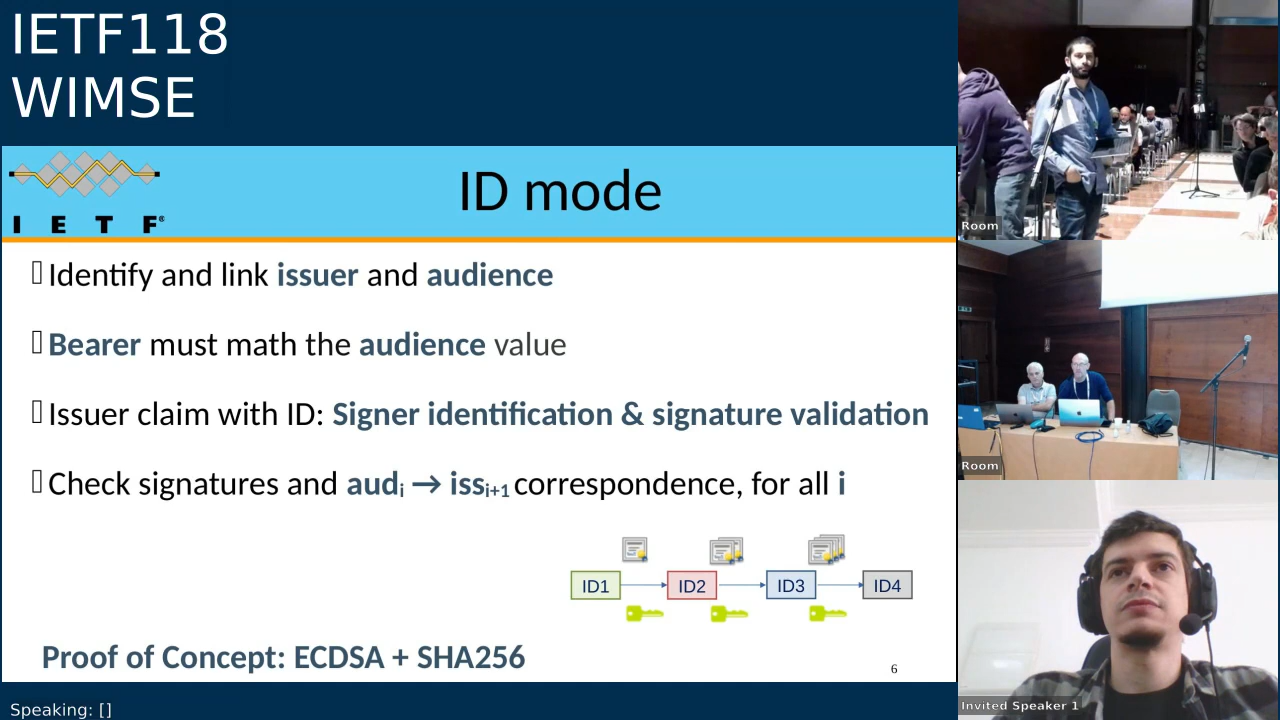 IETF118
WIMSE
I E T F®
ID mode
Identify and link issuer and audience
Bearer must math the audience value
Issuer claim with ID: Signer identification & signature validation
Check signatures and audi → issi+1 correspondence, for all i
ID1 ID2 ID3 ID4
Proof of Concept: ECDSA + SHA256
6
Speaking: []
Room
Room
Invited Speaker 1